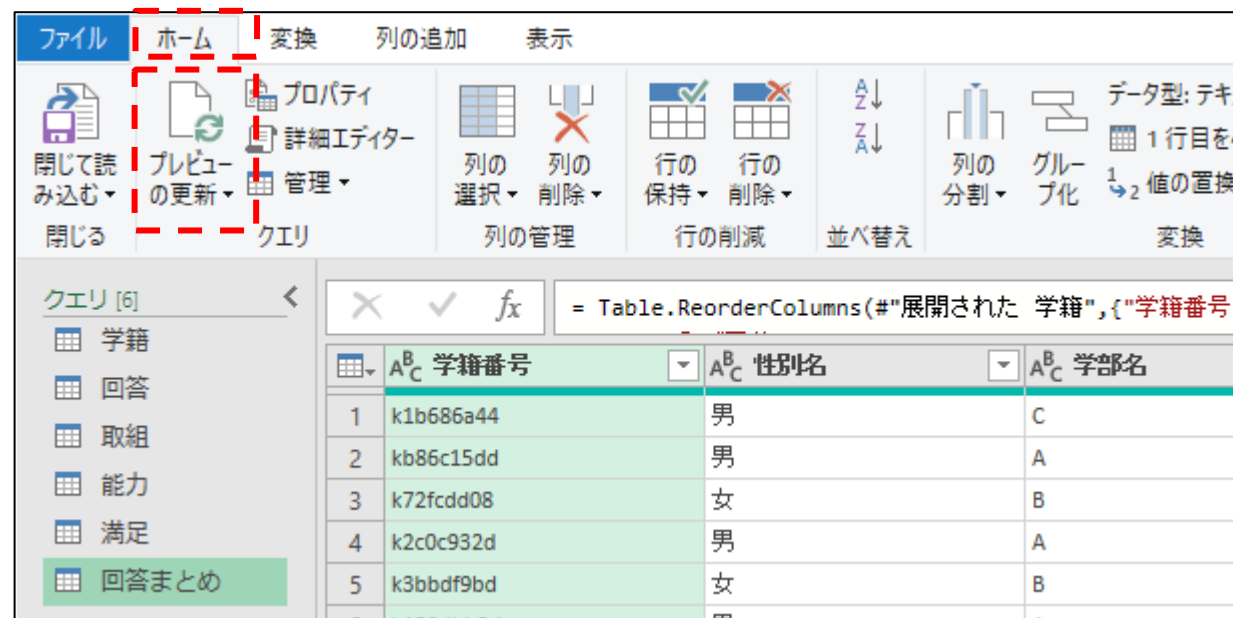 ファイル ホーム 変換 列の追加 表示
プロパティ
詳細エディター
管理
閉じて読
み込む
プレビュー
の更新
列の
選択
列の
削除
行の
保持
行の
削除
A
Z
Z
A
列の
分割
グルー
プ化
データ型: テキ
1 行目を
1
2 値の置換
閉じる クエリ 列の管理 行の削減 並べ替え 変換
クエリ [6]
学籍
回答
取組
能力
満足
回答まとめ
fx = Table.ReorderColumns(#"展開された 学籍",{"学籍番号
ABC 学籍番号 ABC 性別名 ABC 学部名
1 k1b686a44 男 C
2 kb86c15dd 男 A
3 k72fcdd08 女 B
4 k2c0c932d 男 A
5 k3bbdf9bd 女 B